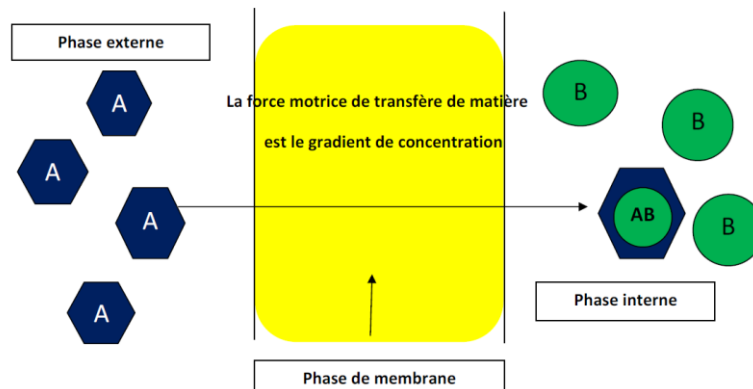 Phase externe
A
A
A
A
La force motrice de transfère de matière
est le gradient de concentration
B
B
AB
B
Phase interne
Phase de membrane